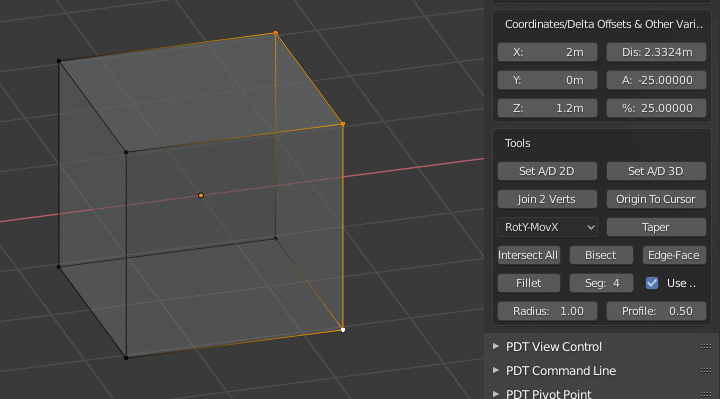 Coordinates/Delta Offsets & Other Vari..
X: 2m Dis: 2.3324m
Y: 0m A: -25.00000
Z: 1.2m %: 25.00000
Tools
Set A/D 2D Set A/D 3D
Join 2 Verts Origin To Cursor
RotY-MovX Taper
Intersect All Bisect Edge-Face
Fillet Seg: 4 Use ..
Radius: 1.00 Profile: 0.50
PDT View Control
PDT Command Line
PDT Pivot Point